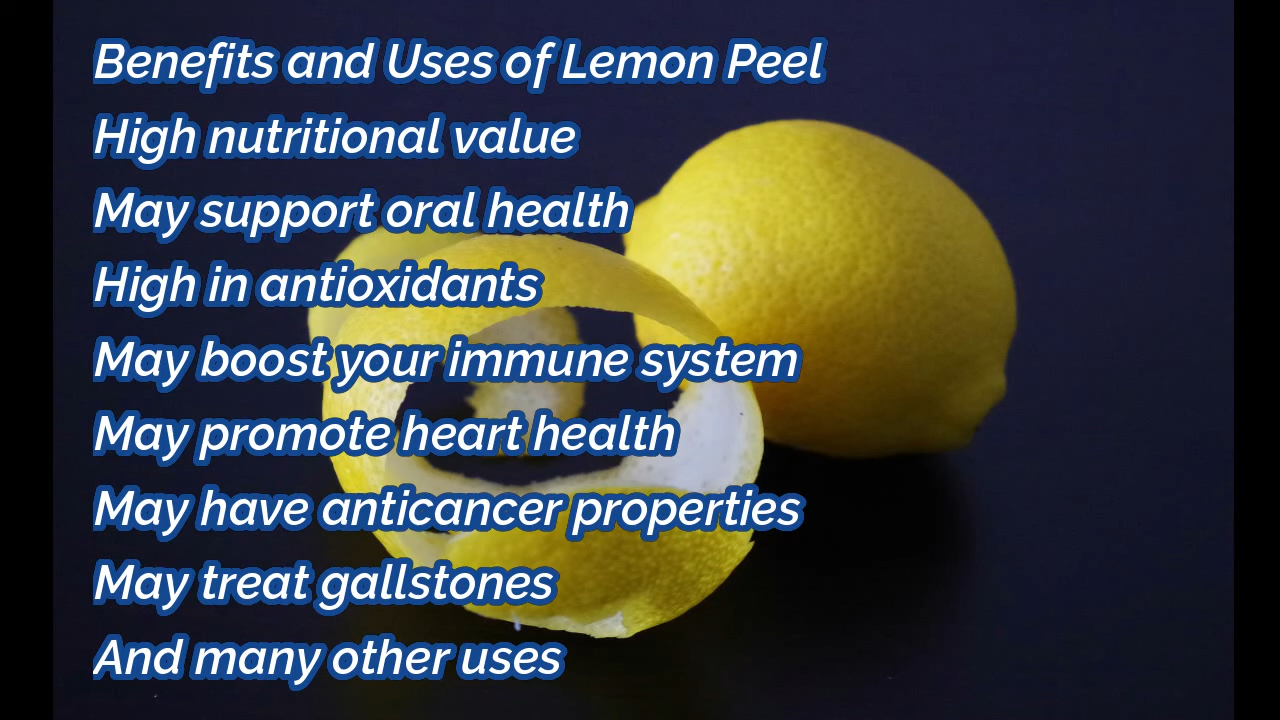 Benefits and Uses of Lemon Peel
High nutritional value
May support oral health
High in antioxidants
May boost your immune system
May promote heart health
May have anticancer properties
May treat gallstones
And many other uses